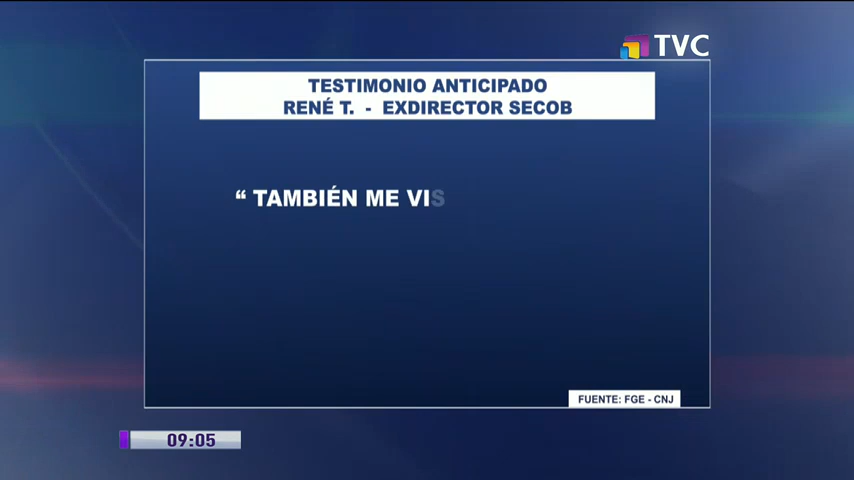 TVC
TESTIMONIO ANTICIPADO
RENÉ T. - EXDIRECTOR SECOB
“ TAMBIÉN ME VIS
FUENTE: FGE - CNJ
09:05